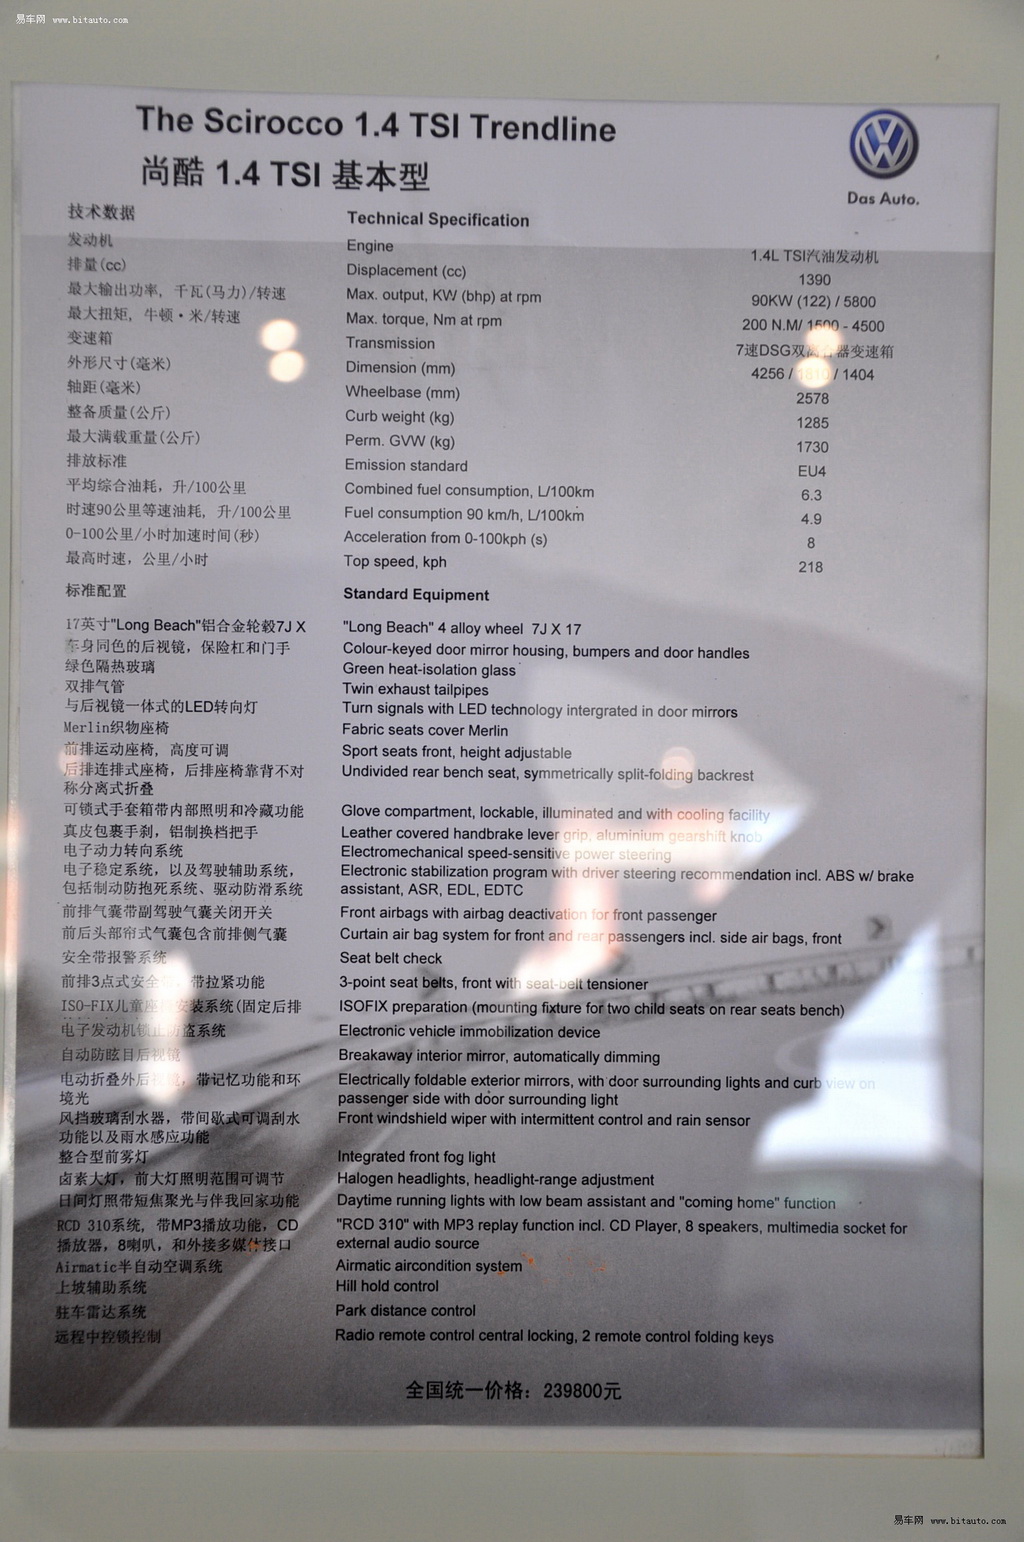 易车网 www.bitauto.com
The Scirocco 1.4 TSI Trendline
尚酷 1.4 TSI 基本型
Das Auto.
技术数据 Technical Specification
发动机 Engine 1.4L TSI汽油发动机
排量(cc) Displacement (cc) 1390
最大输出功率, 千瓦(马力)/转速 Max. output, KW (bhp) at rpm 90KW (122) / 5800
最大扭矩, 牛顿·米/转速 Max. torque, Nm at rpm 200 N.M/ 1500 - 4500
变速箱 Transmission 7速DSG双离合器变速箱
外形尺寸(毫米) Dimension (mm) 4256 / 1810 / 1404
轴距(毫米) Wheelbase (mm) 2578
整备质量(公斤) Curb weight (kg) 1285
最大满载重量(公斤) Perm. GVW (kg) 1730
排放标准 Emission standard EU4
平均综合油耗, 升/100公里 Combined fuel consumption, L/100km 6.3
时速90公里等速油耗, 升/100公里 Fuel consumption 90 km/h, L/100km 4.9
0-100公里/小时加速时间(秒) Acceleration from 0-100kph (s) 8
最高时速, 公里/小时 Top speed, kph 218
标准配置 Standard Equipment
17英寸"Long Beach"铝合金轮毂7J X "Long Beach" 4 alloy wheel 7J X 17
车身同色的后视镜, 保险杠和门手 Colour-keyed door mirror housing, bumpers and door handles
绿色隔热玻璃 Green heat-isolation glass
双排气管 Twin exhaust tailpipes
与后视镜一体式的LED转向灯 Turn signals with LED technology intergrated in door mirrors
Merlin织物座椅 Fabric seats cover Merlin
前排运动座椅, 高度可调 Sport seats front, height adjustable
后排连排式座椅, 后排座椅靠背不对 Undivided rear bench seat, symmetrically split-folding backrest
称分离式折叠
可锁式手套箱带内部照明和冷藏功能 Glove compartment, lockable, illuminated and with cooling facility
真皮包裹手刹, 铝制换档把手 Leather covered handbrake lever grip, aluminium gearshift knob
电子动力转向系统 Electromechanical speed-sensitive power steering
电子稳定系统, 以及驾驶辅助系统, Electronic stabilization program with driver steering recommendation incl. ABS w/ brake
包括制动防抱死系统、驱动防滑系统 assistant, ASR, EDL, EDTC
前排气囊带副驾驶气囊关闭开关 Front airbags with airbag deactivation for front passenger
前后头部帘式气囊包含前排侧气囊 Curtain air bag system for front and rear passengers incl. side air bags, front
安全带报警系统 Seat belt check
前排3点式安全带, 带拉紧功能 3-point seat belts, front with seat-belt tensioner
ISO-FIX儿童座椅安装系统(固定后排 ISOFIX preparation (mounting fixture for two child seats on rear seats bench)
电子发动机锁止防盗系统 Electronic vehicle immobilization device
自动防眩目后视镜 Breakaway interior mirror, automatically dimming
电动折叠外后视镜, 带记忆功能和环 Electrically foldable exterior mirrors, with door surrounding lights and curb view on
境光 passenger side with door surrounding light
风挡玻璃刮水器, 带间歇式可调刮水 Front windshield wiper with intermittent control and rain sensor
功能以及雨水感应功能
整合型前雾灯 Integrated front fog light
卤素大灯, 前大灯照明范围可调节 Halogen headlights, headlight-range adjustment
日间灯照带短焦聚光与伴我回家功能 Daytime running lights with low beam assistant and "coming home" function
RCD 310系统, 带MP3播放功能, CD "RCD 310" with MP3 replay function incl. CD Player, 8 speakers, multimedia socket for
播放器, 8喇叭, 和外接多媒体接口 external audio source
Airmatic半自动空调系统 Airmatic aircondition system
上坡辅助系统 Hill hold control
驻车雷达系统 Park distance control
远程中控锁控制 Radio remote control central locking, 2 remote control folding keys
全国统一价格: 239800元
易车网 www.bitauto.com